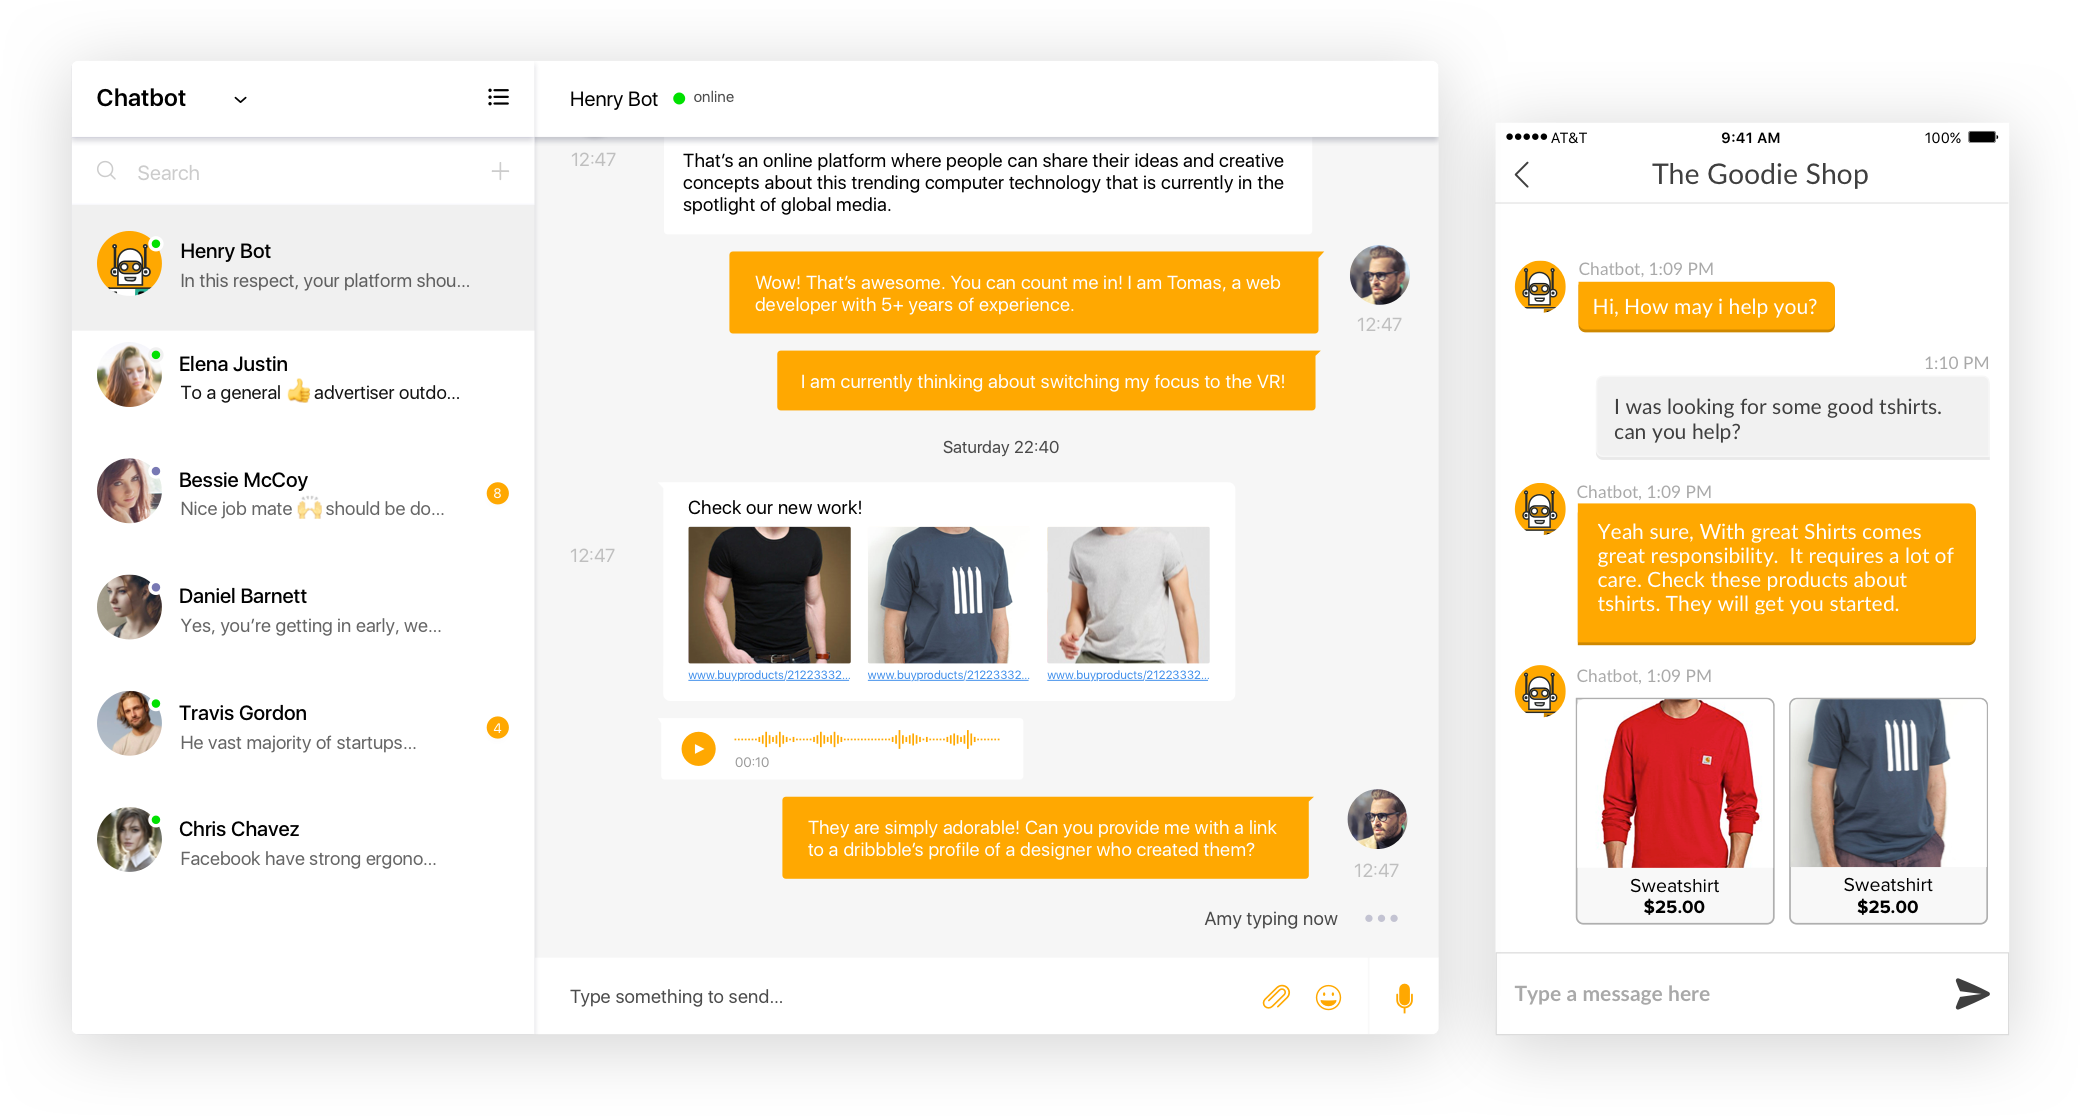 Chatbot
Search
Henry Bot
In this respect, your platform shou...
Elena Justin
To a general 👍 advertiser outdo...
Bessie McCoy
8
Nice job mate 🙌 should be do...
Daniel Barnett
Yes, you're getting in early, we...
Travis Gordon
4
He vast majority of startups...
Chris Chavez
Facebook have strong ergono...
Henry Bot online
12:47
That's an online platform where people can share their ideas and creative
concepts about this trending computer technology that is currently in the
spotlight of global media.
Wow! That's awesome. You can count me in! I am Tomas, a web
developer with 5+ years of experience.
12:47
I am currently thinking about switching my focus to the VR!
Saturday 22:40
Check our new work!
12:47
www.buyproducts/21223332... www.buyproducts/21223332... www.buyproducts/21223332...
00:10
They are simply adorable! Can you provide me with a link
to a dribbble's profile of a designer who created them?
12:47
Amy typing now
Type something to send...
AT&T 9:41 AM 100%
The Goodie Shop
Chatbot, 1:09 PM
Hi, How may i help you?
1:10 PM
I was looking for some good tshirts.
can you help?
Chatbot, 1:09 PM
Yeah sure, With great Shirts comes
great responsibility.  It requires a lot of
care. Check these products about
tshirts. They will get you started.
Chatbot, 1:09 PM
Sweatshirt
$25.00
Sweatshirt
$25.00
Type a message here